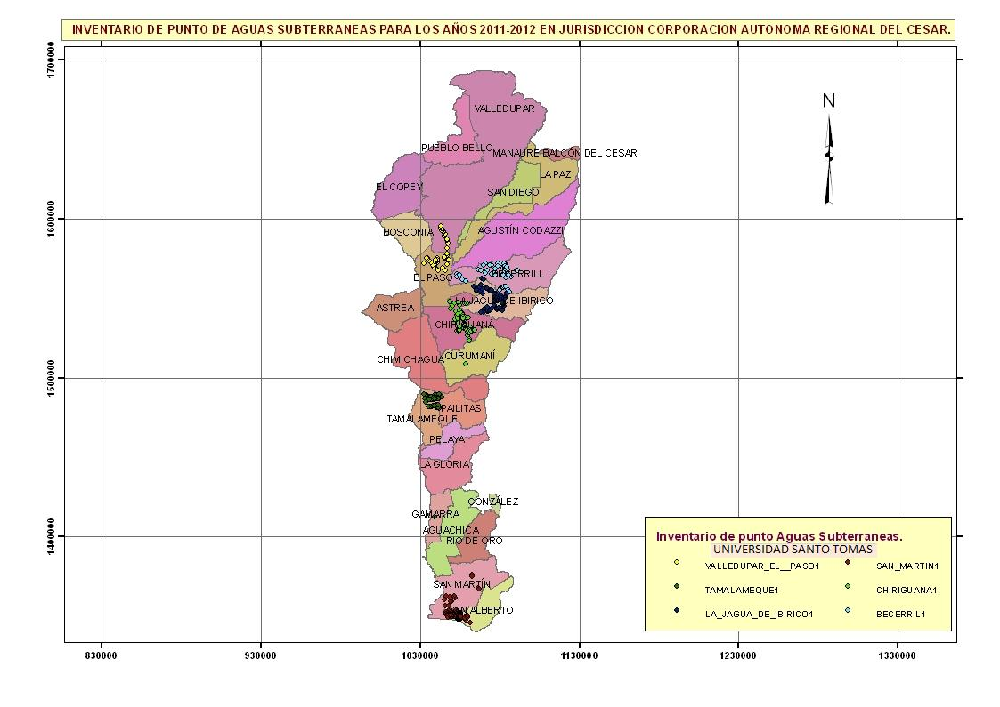 INVENTARIO DE PUNTO DE AGUAS SUBTERRANEAS PARA LOS AÑOS 2011-2012 EN JURISDICCION CORPORACION AUTONOMA REGIONAL DEL CESAR.
1700000
N
VALLEDUPAR
PUEBLO BELLO
MANAURE BALCÓN DEL CESAR
LA PAZ
EL COPEY
SAN DIEGO
1600000
BOSCONIA
AGUSTÍN CODAZZI
BECERRILL
EL PASO
LA JAGUA DE IBIRICO
ASTREA
CHIRIGUANÁ
CURUMANÍ
CHIMICHAGUA
1500000
PAILITAS
TAMALAMEQUE
PELAYA
LA GLORIA
GONZÁLEZ
GAMARRA
AGUACHICA
RIO DE ORO
1400000
SAN MARTÍN
SAN ALBERTO
Inventario de punto Aguas Subterraneas.
UNIVERSIDAD SANTO TOMAS
VALLEDUPAR_EL__PASO1
SAN_MARTIN1
TAMALAMEQUE1
CHIRIGUANA1
LA_JAGUA_DE_IBIRICO1
BECERRIL1
830000 930000 1030000 1130000 1230000 1330000